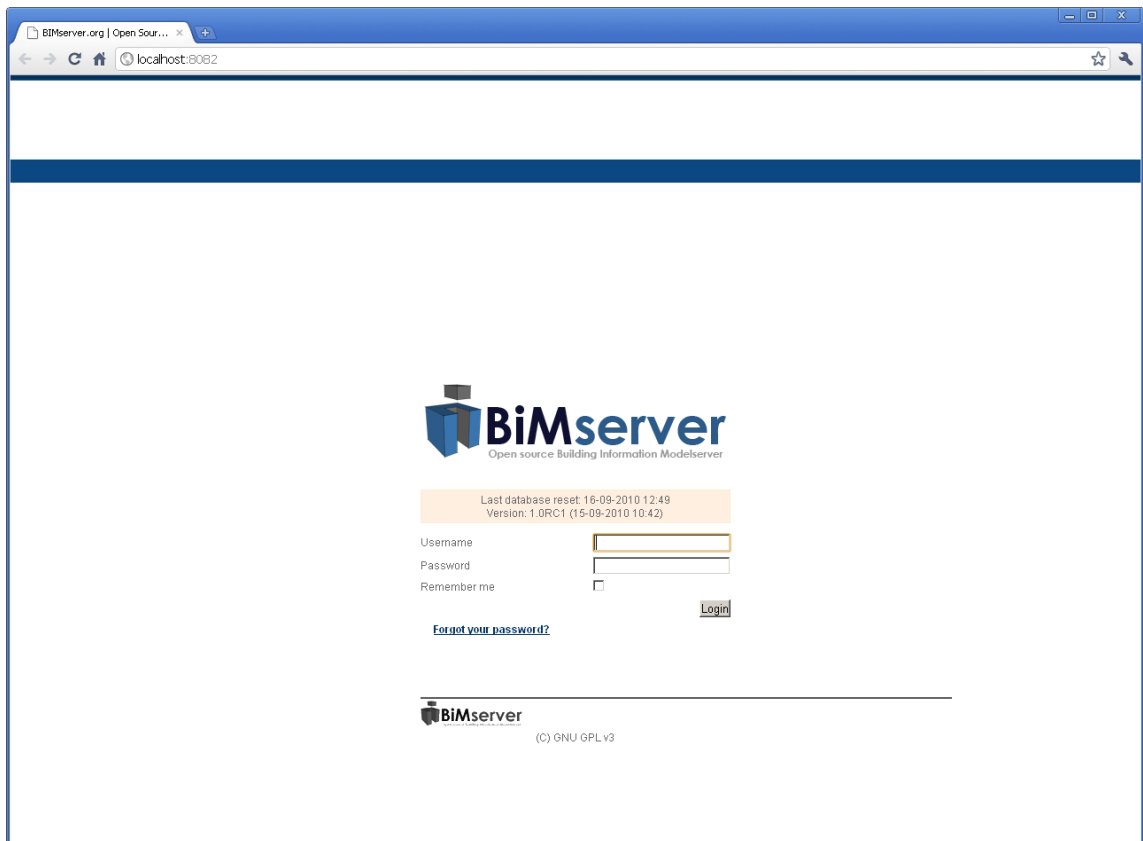 BIMserver.org | Open Sour...
localhost:8082
BiMserver
Open source Building Information Modelserver
Last database reset: 16-09-2010 12:49
Version: 1.0RC1 (15-09-2010 10:42)
Username
Password
Remember me
Login
Forgot your password?
BiMserver
(C) GNU GPL v3